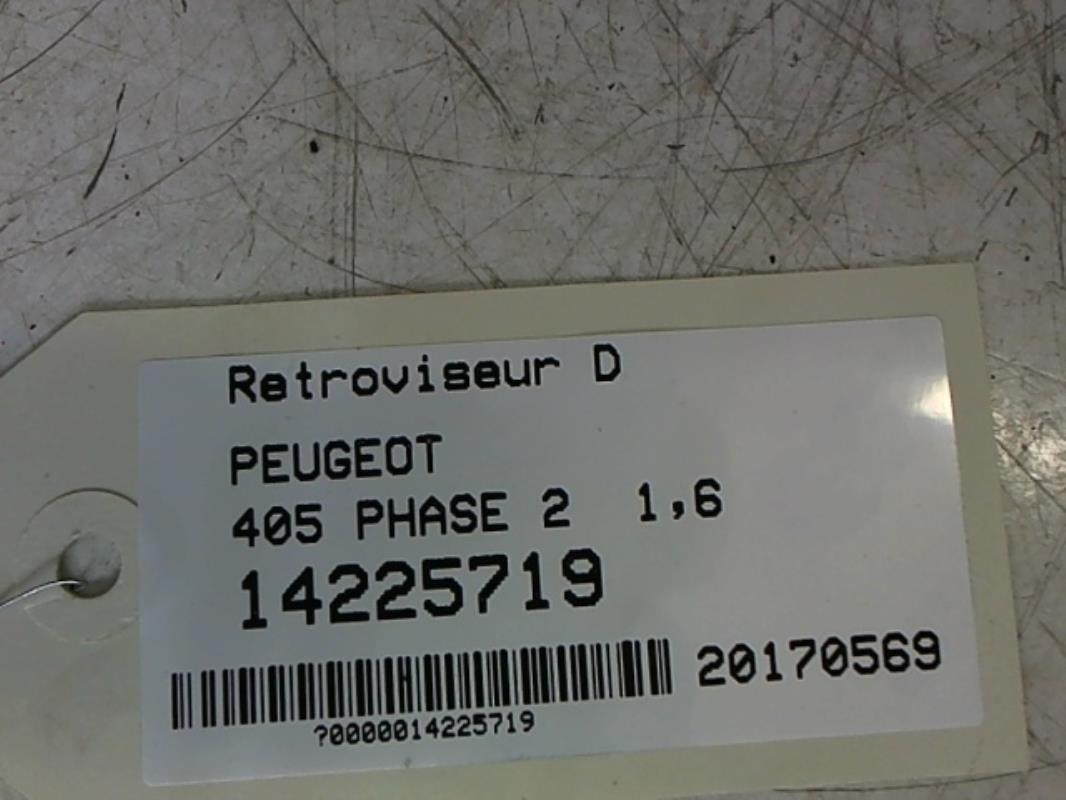 Retroviseur D
PEUGEOT
405 PHASE 2 1,6
14225719
20170569
?0000014225719